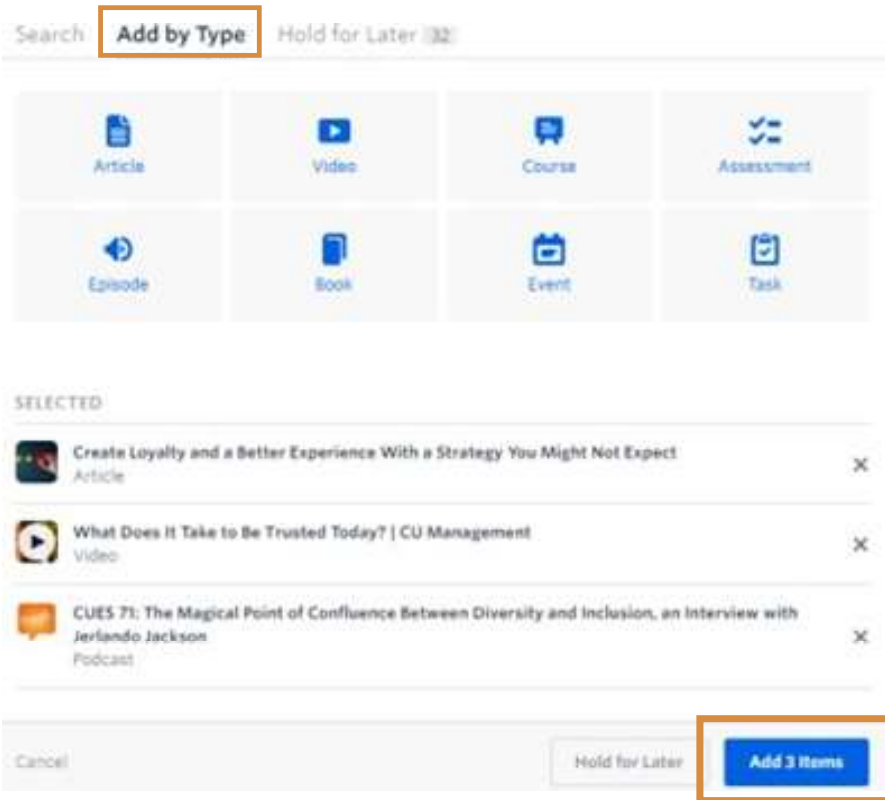 Search Add by Type Hold for Later 32
Article Video Course Assessment
Episode Book Event Task
SELECTED
Create Loyalty and a Better Experience With a Strategy You Might Not Expect
Article
What Does It Take to Be Trusted Today? | CU Management
Video
CUES 71: The Magical Point of Confluence Between Diversity and Inclusion, an Interview with
Jerlando Jackson
Podcast
Cancel Hold for Later Add 3 Items